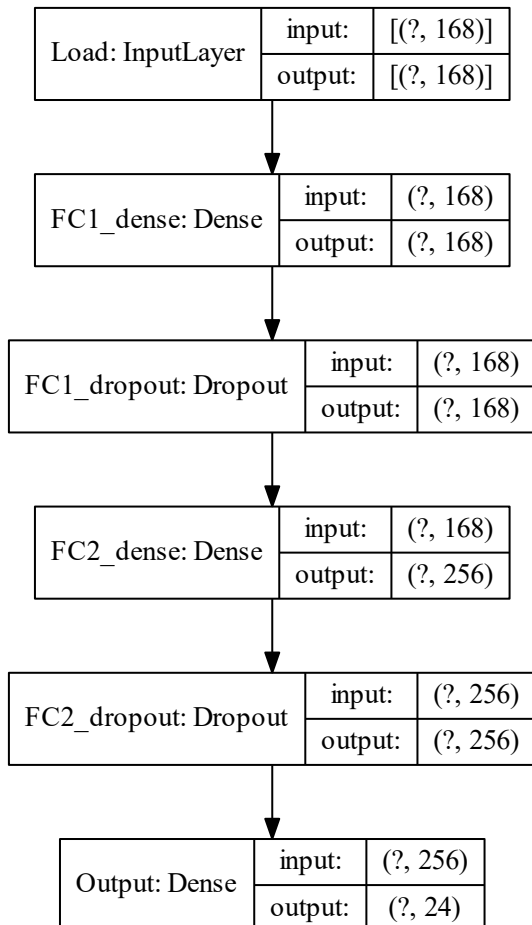 Load: InputLayer
input: [(?, 168)]
output: [(?, 168)]
FC1_dense: Dense
input: (?, 168)
output: (?, 168)
FC1_dropout: Dropout
input: (?, 168)
output: (?, 168)
FC2_dense: Dense
input: (?, 168)
output: (?, 256)
FC2_dropout: Dropout
input: (?, 256)
output: (?, 256)
Output: Dense
input: (?, 256)
output: (?, 24)